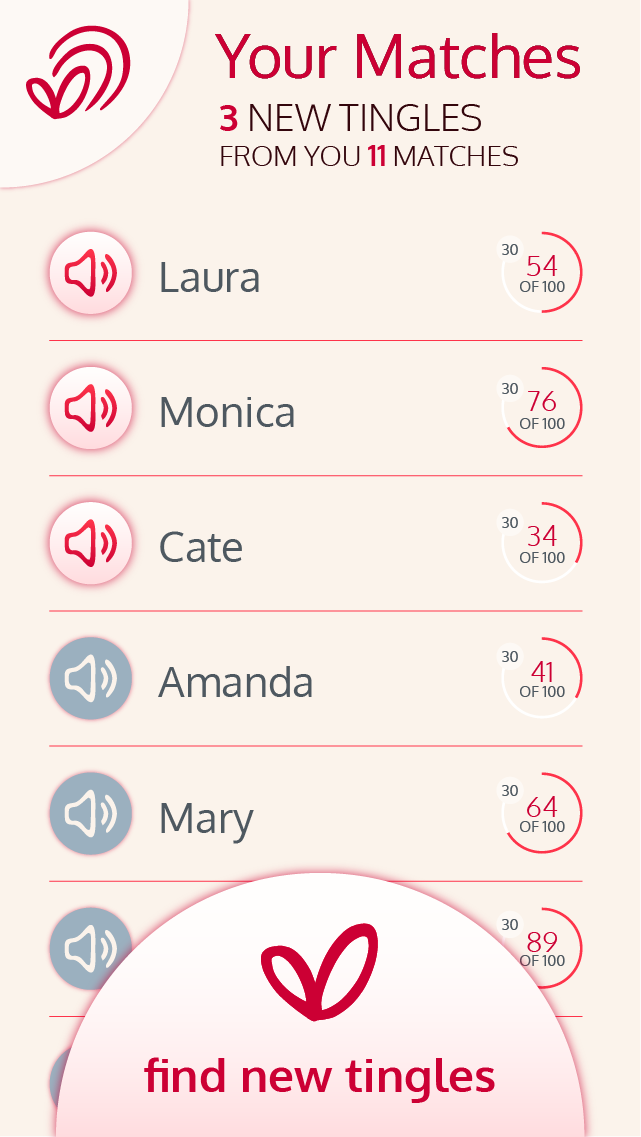 Your Matches
3 NEW TINGLES
FROM YOU 11 MATCHES
Laura
30
54
OF 100
Monica
30
76
OF 100
Cate
30
34
OF 100
Amanda
30
41
OF 100
Mary
30
64
OF 100
30
89
OF 100
find new tingles